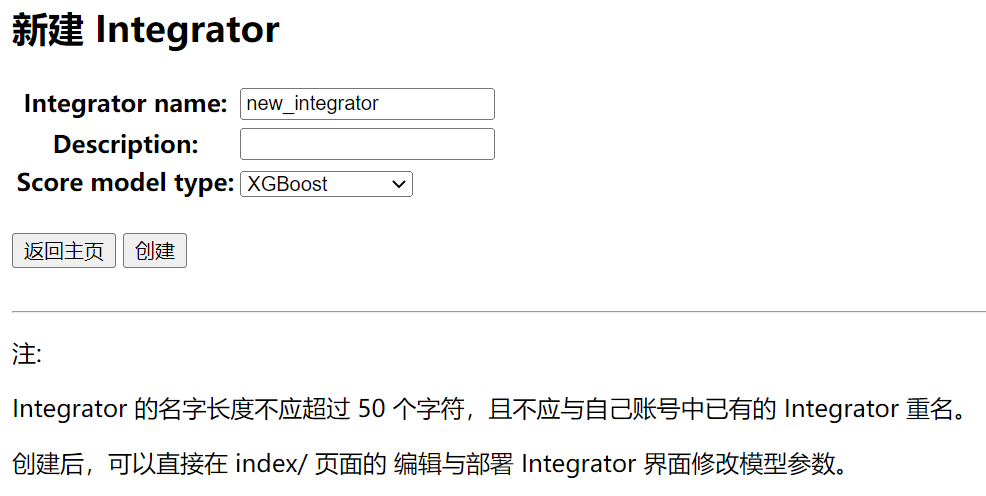 新建 Integrator
Integrator name: new_integrator
Description:
Score model type: XGBoost
返回主页 创建
注:
Integrator 的名字长度不应超过 50 个字符，且不应与自己账号中已有的 Integrator 重名。
创建后，可以直接在 index/ 页面的 编辑与部署 Integrator 界面修改模型参数。